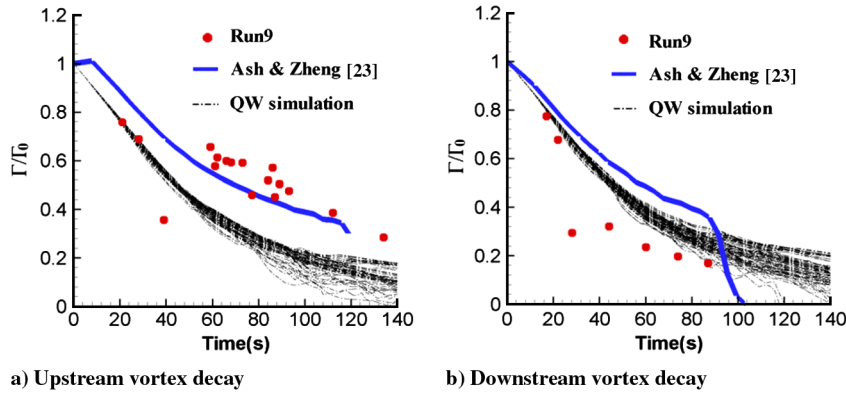 Γ/Γ0
1
0.8
0.6
0.4
0.2
0
0 20 40 60 80 100 120 140
Time(s)
Run9
Ash & Zheng [23]
QW simulation
a) Upstream vortex decay
Γ/Γ0
1.2
1
0.8
0.6
0.4
0.2
0
0 20 40 60 80 100 120 140
Time(s)
Run9
Ash & Zheng [23]
QW simulation
b) Downstream vortex decay